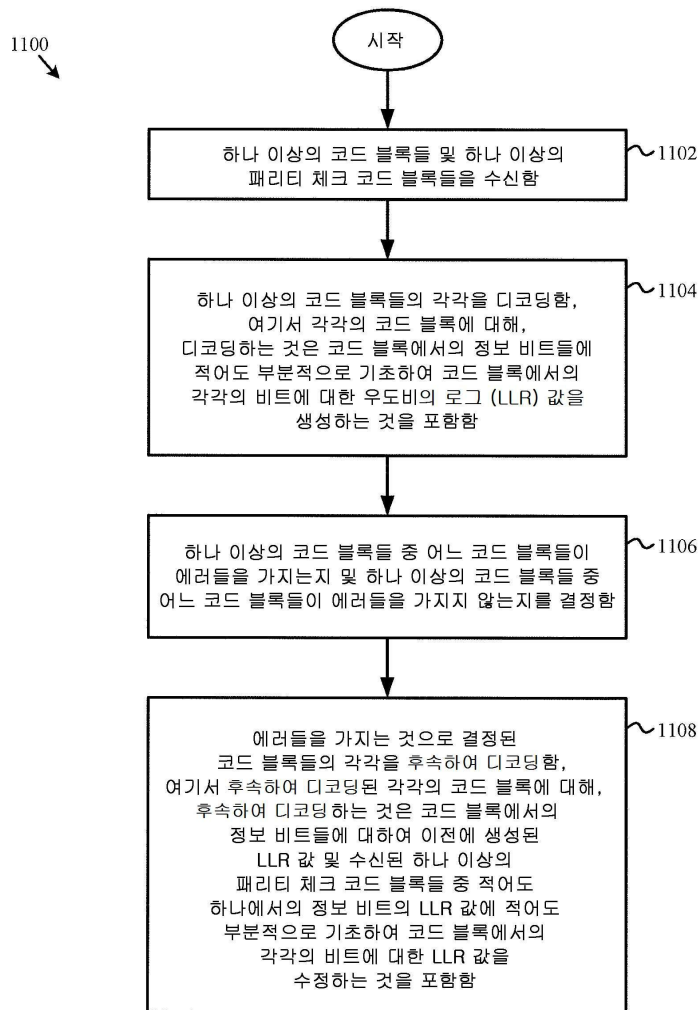 1100
시작
하나 이상의 코드 블록들 및 하나 이상의
패리티 체크 코드 블록들을 수신함
1102
하나 이상의 코드 블록들의 각각을 디코딩함,
여기서 각각의 코드 블록에 대해,
디코딩하는 것은 코드 블록에서의 정보 비트들에
적어도 부분적으로 기초하여 코드 블록에서의
각각의 비트에 대한 우도비의 로그 (LLR) 값을
생성하는 것을 포함함
1104
하나 이상의 코드 블록들 중 어느 코드 블록들이
에러들을 가지는지 및 하나 이상의 코드 블록들 중
어느 코드 블록들이 에러들을 가지지 않는지를 결정함
1106
에러들을 가지는 것으로 결정된
코드 블록들의 각각을 후속하여 디코딩함,
여기서 후속하여 디코딩된 각각의 코드 블록에 대해,
후속하여 디코딩하는 것은 코드 블록에서의
정보 비트들에 대하여 이전에 생성된
LLR 값 및 수신된 하나 이상의
패리티 체크 코드 블록들 중 적어도
하나에서의 정보 비트의 LLR 값에 적어도
부분적으로 기초하여 코드 블록에서의
각각의 비트에 대한 LLR 값을
수정하는 것을 포함함
1108